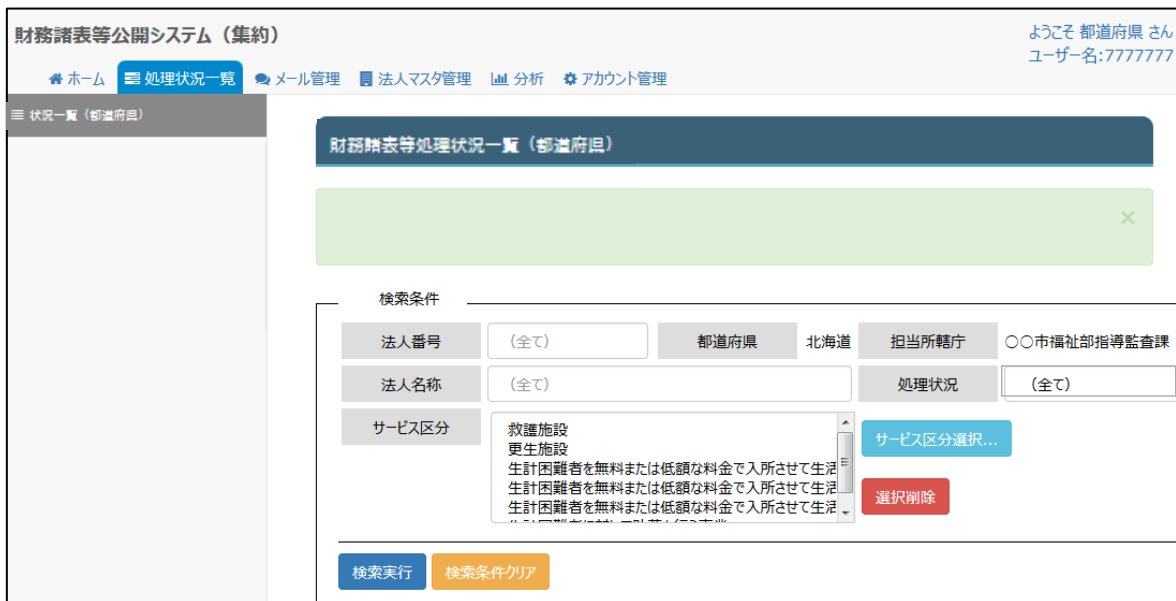 財務諸表等公開システム（集約）
ようこそ 都道府県 さん
ユーザー名:7777777
ホーム 処理状況一覧 メール管理 法人マスタ管理 分析 アカウント管理
状況一覧（都道府県）
財務諸表等処理状況一覧（都道府県）
×
検索条件
法人番号 （全て） 都道府県 北海道 担当所轄庁 〇〇市福祉部指導監査課
法人名称 （全て） 処理状況 （全て）
サービス区分
救護施設
更生施設
生計困難者を無料または低額な料金で入所させて生活
生計困難者を無料または低額な料金で入所させて生活
生計困難者を無料または低額な料金で入所させて生活
サービス区分選択...
選択削除
検索実行 検索条件クリア